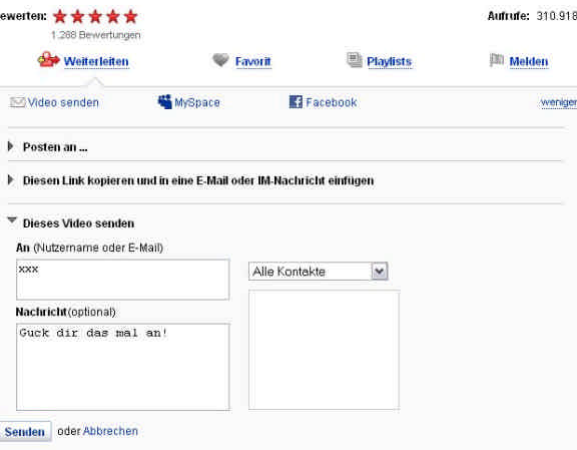 ewerten: Aufrufe: 310.918
1.288 Bewertungen
Weiterleiten Favorit Playlists Melden
Video senden MySpace Facebook weniger
Posten an ...
Diesen Link kopieren und in eine E-Mail oder IM-Nachricht einfügen
Dieses Video senden
An (Nutzername oder E-Mail)
xxx Alle Kontakte
Nachricht(optional)
Guck dir das mal an!
Senden oder Abbrechen